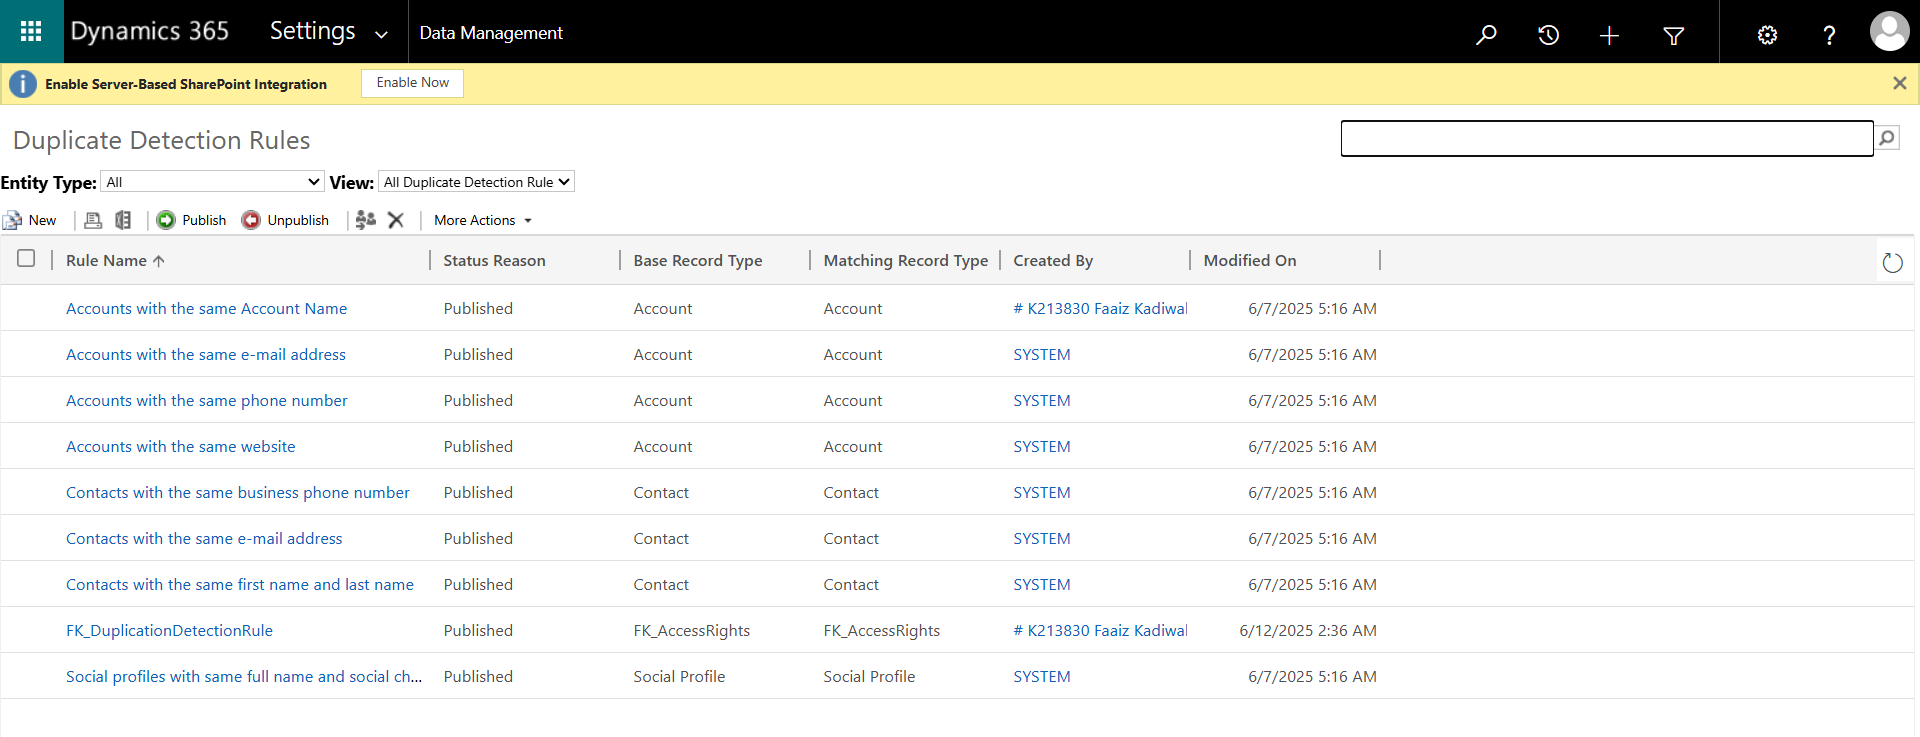 Dynamics 365 Settings Data Management
Enable Server-Based SharePoint Integration Enable Now
Duplicate Detection Rules
Entity Type: All View: All Duplicate Detection Rule
New Publish Unpublish More Actions
Rule Name Status Reason Base Record Type Matching Record Type Created By Modified On
Accounts with the same Account Name Published Account Account # K213830 Faaiz Kadiwal 6/7/2025 5:16 AM
Accounts with the same e-mail address Published Account Account SYSTEM 6/7/2025 5:16 AM
Accounts with the same phone number Published Account Account SYSTEM 6/7/2025 5:16 AM
Accounts with the same website Published Account Account SYSTEM 6/7/2025 5:16 AM
Contacts with the same business phone number Published Contact Contact SYSTEM 6/7/2025 5:16 AM
Contacts with the same e-mail address Published Contact Contact SYSTEM 6/7/2025 5:16 AM
Contacts with the same first name and last name Published Contact Contact SYSTEM 6/7/2025 5:16 AM
FK_DuplicationDetectionRule Published FK_AccessRights FK_AccessRights # K213830 Faaiz Kadiwal 6/12/2025 2:36 AM
Social profiles with same full name and social ch... Published Social Profile Social Profile SYSTEM 6/7/2025 5:16 AM